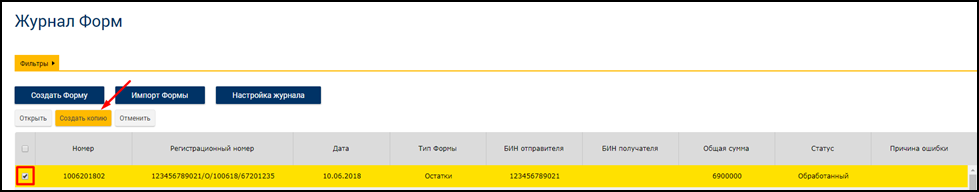 Журнал Форм
Фильтры
Создать Форму Импорт Формы Настройка журнала
Открыть Создать копию Отменить
Номер Регистрационный номер Дата Тип Формы БИН отправителя БИН получателя Общая сумма Статус Причина ошибки
1006201802 123456789021/О/100618/67201235 10.06.2018 Остатки 123456789021 6900000 Обработанный